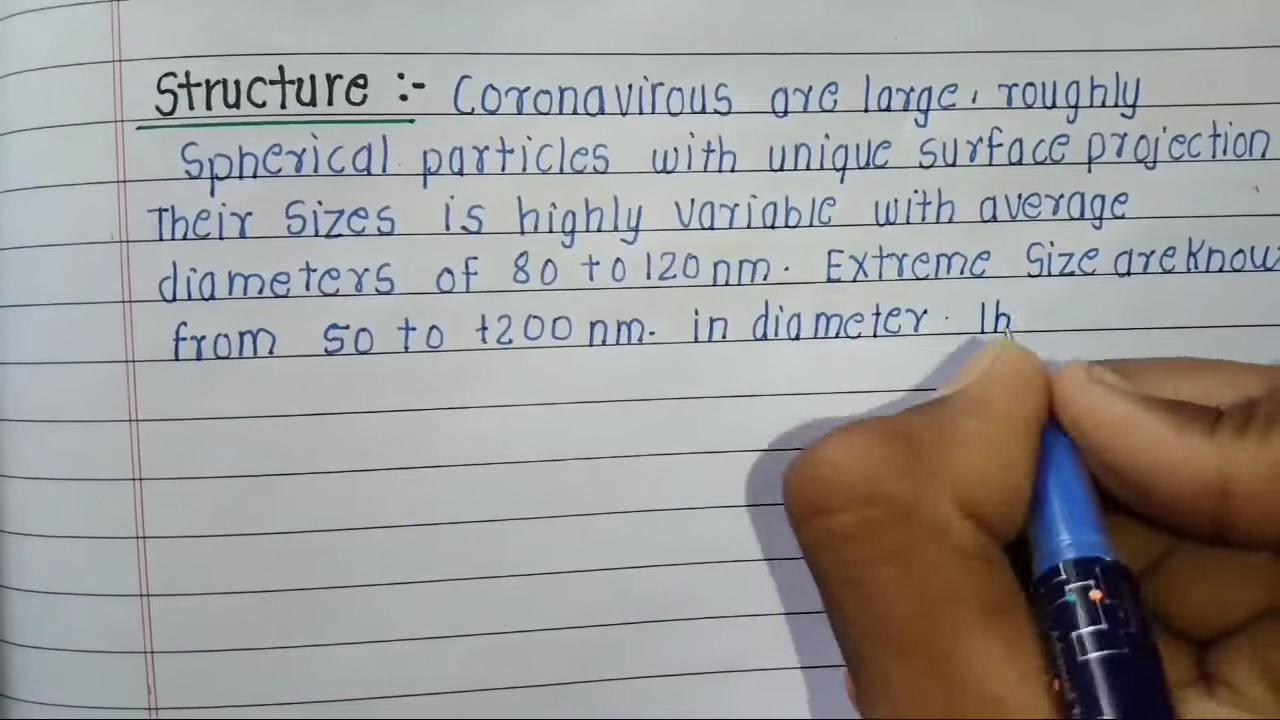 Structure :- Coronavirous are large, roughly
Spherical particles with unique surface projection
Their Sizes is highly variable with average
diameters of 80 to 120 nm. Extreme Size are Know
from 50 to +200 nm. in diameter. Th